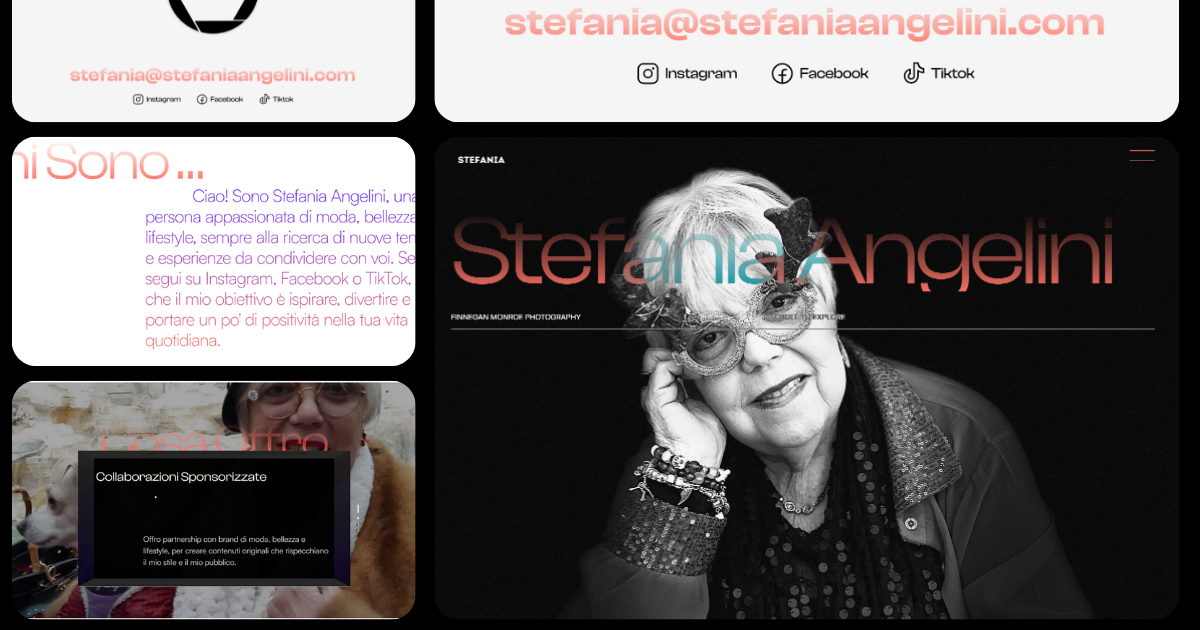 stefania@stefaniaangelini.com
Instagram Facebook Tiktok
stefania@stefaniaangelini.com
Instagram Facebook Tiktok
ni Sono ...
Ciao! Sono Stefania Angelini, una
persona appassionata di moda, bellezza
lifestyle, sempre alla ricerca di nuove ten
e esperienze da condividere con voi. Se
segui su Instagram, Facebook o TikTok,
che il mio obiettivo è ispirare, divertire e
portare un po' di positività nella tua vita
quotidiana.
Cosa Offro
Collaborazioni Sponsorizzate
Offro partnership con brand di moda, bellezza e
lifestyle, per creare contenuti originali che rispecchiano
il mio stile e il mio pubblico.
STEFANIA
Stefania Angelini
FINNEGAN MONROE PHOTOGRAPHY
EXPLORE